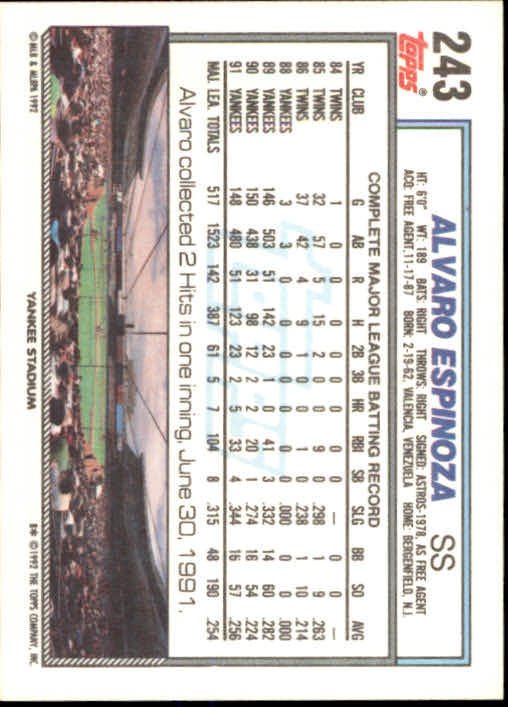 243
Topps®
ALVARO ESPINOZA SS
HT: 6'0" WT: 189 BATS: RIGHT THROWS: RIGHT SIGNED: ASTROS-1978, AS FREE AGENT
ACQ: FREE AGENT,11-17-87 BORN: 2-19-62, VALENCIA, VENEZUELA HOME: BERGENFIELD, N.J.
COMPLETE MAJOR LEAGUE BATTING RECORD
YR CLUB G AB R H 2B 3B HR RBI SB SLG BB SO AVG
84 TWINS 1 0 0 0 0 0 0 0 0 — 0 0 —
85 TWINS 32 57 5 15 2 0 0 9 0 .298 1 9 .263
86 TWINS 37 42 4 9 1 0 0 1 0 .238 1 10 .214
88 YANKEES 3 3 0 0 0 0 0 0 0 .000 0 0 .000
89 YANKEES 146 503 51 142 23 1 0 41 3 .332 14 60 .282
90 YANKEES 150 438 31 98 12 2 2 20 1 .274 16 54 .224
91 YANKEES 148 480 51 123 23 2 5 33 4 .344 16 57 .256
MAJ. LEA. TOTALS 517 1523 142 387 61 5 7 104 8 .315 48 190 .254
Alvaro collected 2 Hits in one inning, June 30, 1991.
© MLB & MLBPA 1992
YANKEE STADIUM
B* © 1992 THE TOPPS COMPANY, INC.